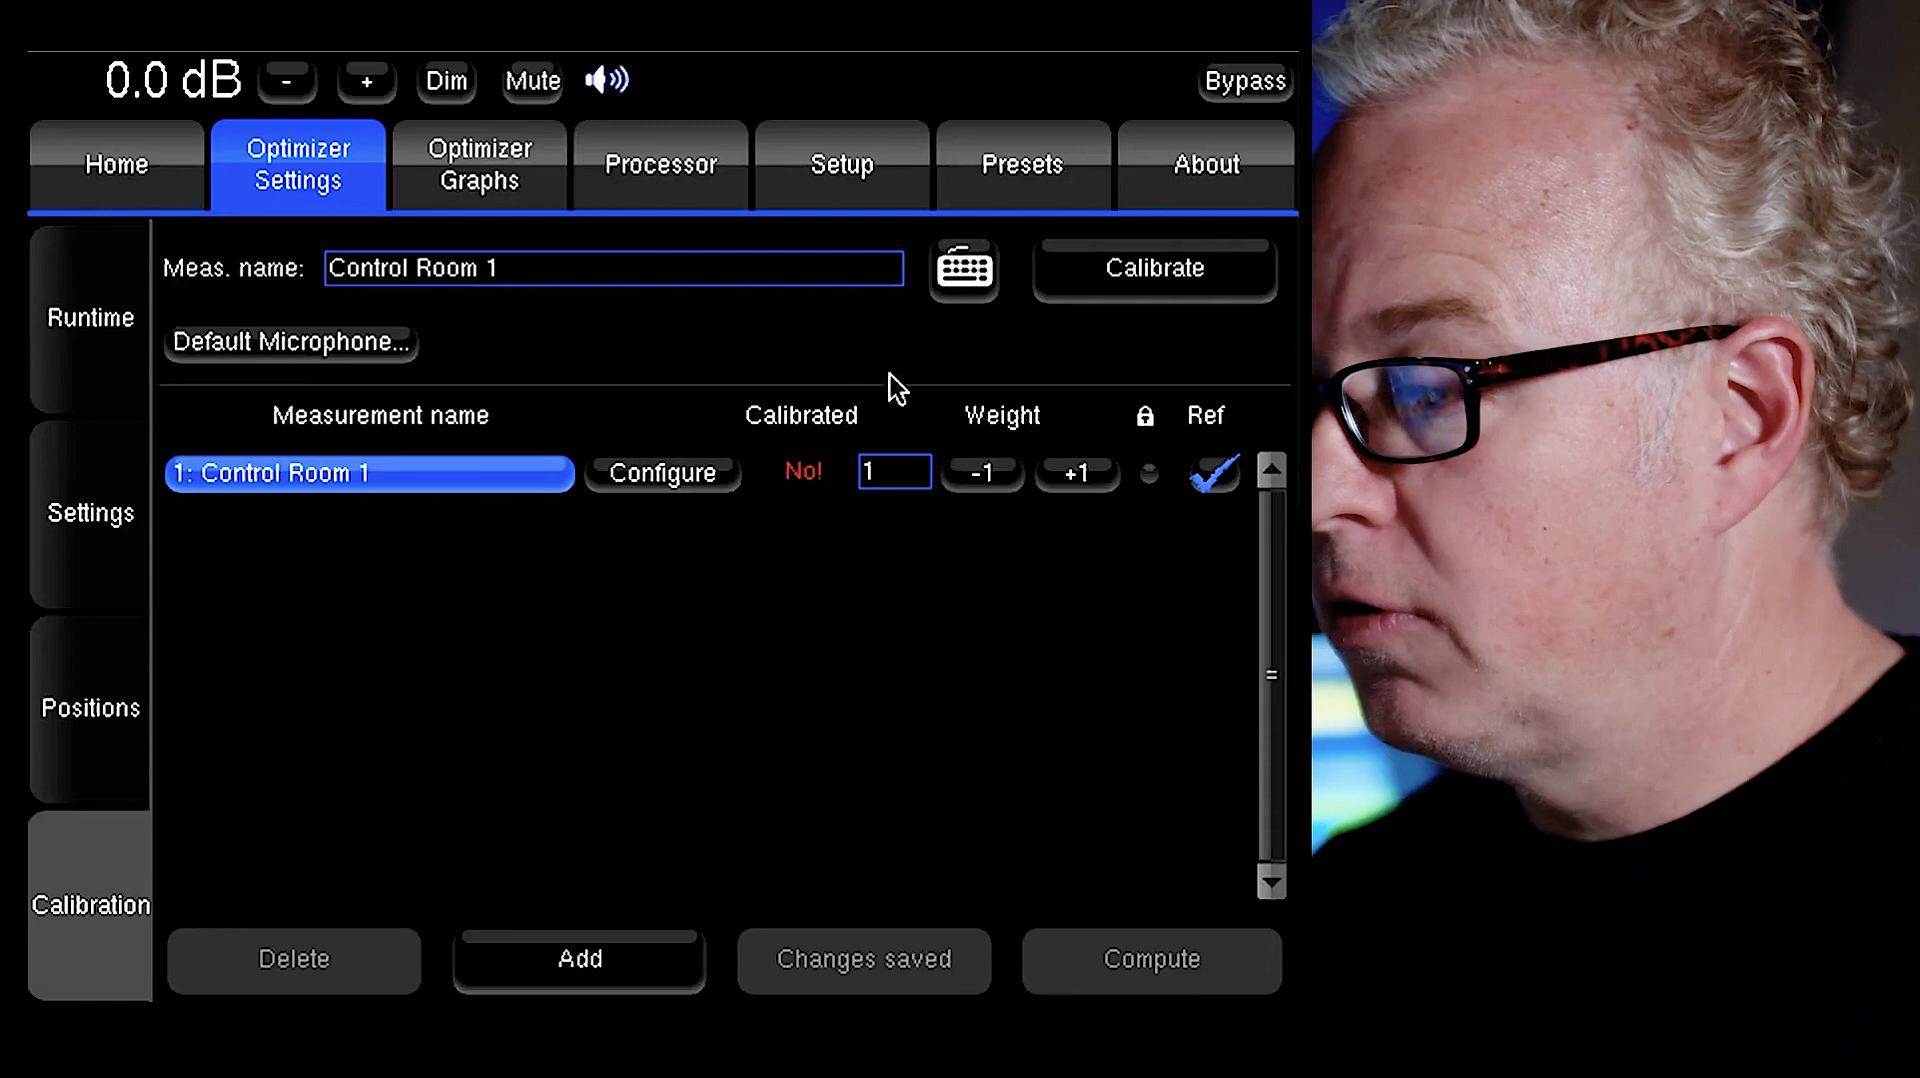 0.0 dB - + Dim Mute Bypass
Home Optimizer Settings Optimizer Graphs Processor Setup Presets About
Runtime
Settings
Positions
Calibration
Meas. name: Control Room 1 Calibrate
Default Microphone...
Measurement name Calibrated Weight Ref
1: Control Room 1 Configure No! 1 -1 +1
Delete Add Changes saved Compute